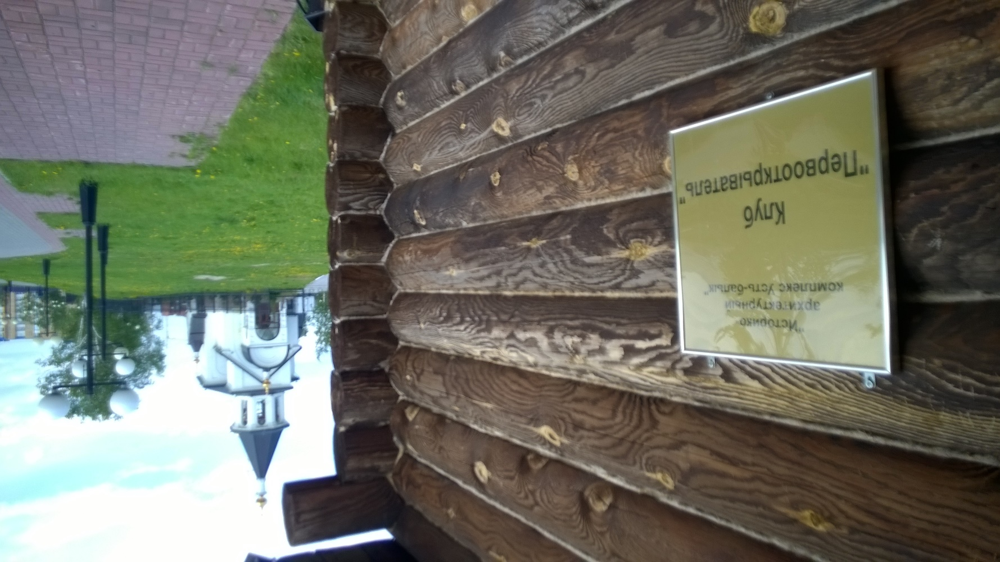 "Историко-
архитектурный
комплекс Усть-балык"
Клуб
"Первооткрыватель"